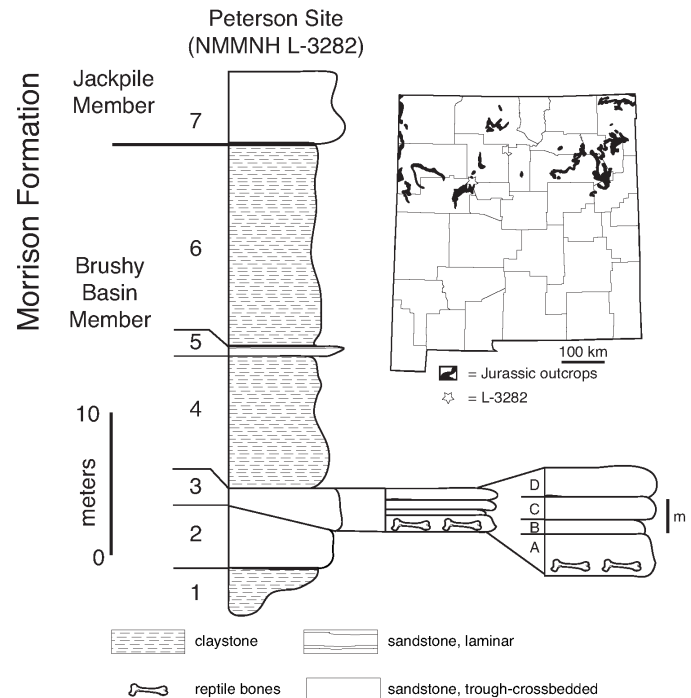 Peterson Site
(NMMNH L-3282)
Morrison Formation
Jackpile
Member
7
6
Brushy
Basin
Member
5
4
10
meters
0
3
2
1
D
C
B
A
m
100 km
= Jurassic outcrops
= L-3282
claystone
sandstone, laminar
reptile bones
sandstone, trough-crossbedded